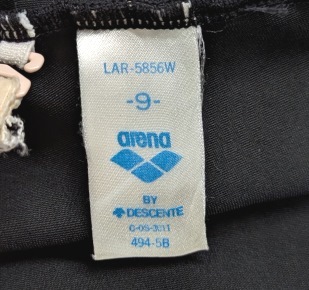 LAR-5856W
-9-
arena
BY
DESCENTE
494-5B